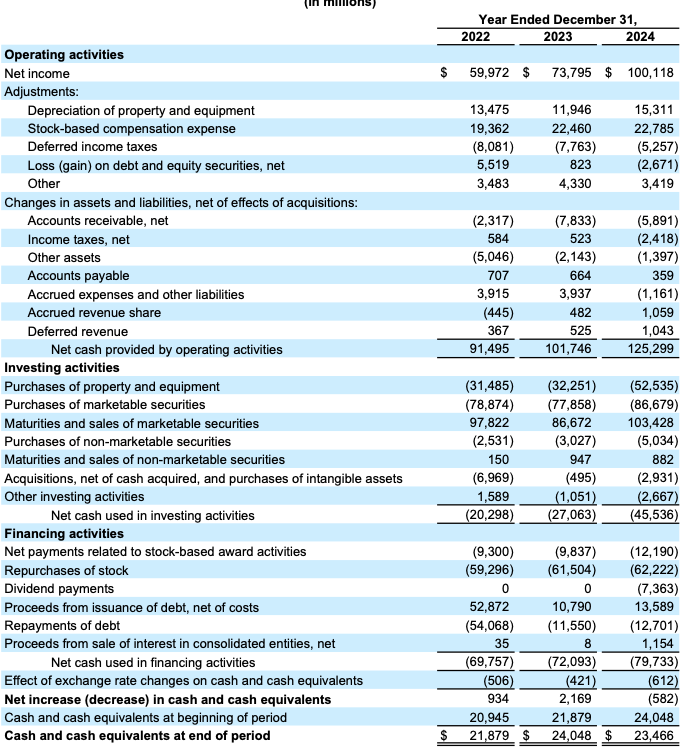 (in millions)
Year Ended December 31,
2022 2023 2024
Operating activities
Net income $ 59,972 $ 73,795 $ 100,118
Adjustments:
Depreciation of property and equipment 13,475 11,946 15,311
Stock-based compensation expense 19,362 22,460 22,785
Deferred income taxes (8,081) (7,763) (5,257)
Loss (gain) on debt and equity securities, net 5,519 823 (2,671)
Other 3,483 4,330 3,419
Changes in assets and liabilities, net of effects of acquisitions:
Accounts receivable, net (2,317) (7,833) (5,891)
Income taxes, net 584 523 (2,418)
Other assets (5,046) (2,143) (1,397)
Accounts payable 707 664 359
Accrued expenses and other liabilities 3,915 3,937 (1,161)
Accrued revenue share (445) 482 1,059
Deferred revenue 367 525 1,043
Net cash provided by operating activities 91,495 101,746 125,299
Investing activities
Purchases of property and equipment (31,485) (32,251) (52,535)
Purchases of marketable securities (78,874) (77,858) (86,679)
Maturities and sales of marketable securities 97,822 86,672 103,428
Purchases of non-marketable securities (2,531) (3,027) (5,034)
Maturities and sales of non-marketable securities 150 947 882
Acquisitions, net of cash acquired, and purchases of intangible assets (6,969) (495) (2,931)
Other investing activities 1,589 (1,051) (2,667)
Net cash used in investing activities (20,298) (27,063) (45,536)
Financing activities
Net payments related to stock-based award activities (9,300) (9,837) (12,190)
Repurchases of stock (59,296) (61,504) (62,222)
Dividend payments 0 0 (7,363)
Proceeds from issuance of debt, net of costs 52,872 10,790 13,589
Repayments of debt (54,068) (11,550) (12,701)
Proceeds from sale of interest in consolidated entities, net 35 8 1,154
Net cash used in financing activities (69,757) (72,093) (79,733)
Effect of exchange rate changes on cash and cash equivalents (506) (421) (612)
Net increase (decrease) in cash and cash equivalents 934 2,169 (582)
Cash and cash equivalents at beginning of period 20,945 21,879 24,048
Cash and cash equivalents at end of period $ 21,879 $ 24,048 $ 23,466